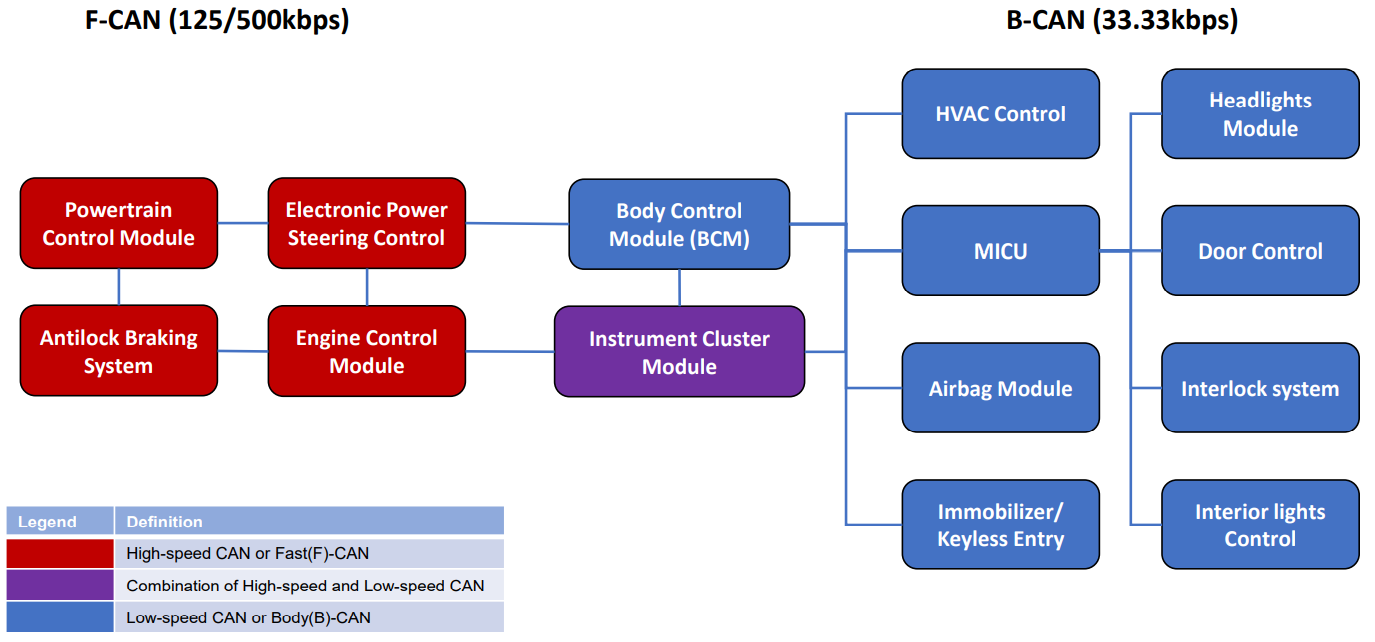 F-CAN (125/500kbps)
B-CAN (33.33kbps)
HVAC Control
Headlights
Module
Powertrain
Control Module
Electronic Power
Steering Control
Body Control
Module (BCM)
MICU
Door Control
Antilock Braking
System
Engine Control
Module
Instrument Cluster
Module
Airbag Module
Interlock system
Immobilizer/
Keyless Entry
Interior lights
Control
Legend
Definition
High-speed CAN or Fast(F)-CAN
Combination of High-speed and Low-speed CAN
Low-speed CAN or Body(B)-CAN